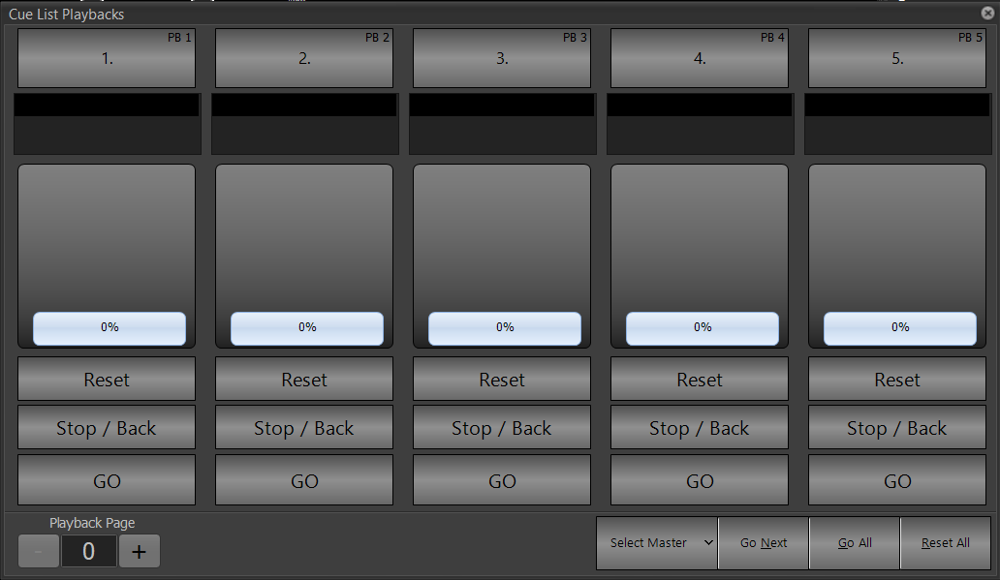 Cue List Playbacks
PB 1
1.
PB 2
2.
PB 3
3.
PB 4
4.
PB 5
5.
0%
0%
0%
0%
0%
Reset
Reset
Reset
Reset
Reset
Stop / Back
Stop / Back
Stop / Back
Stop / Back
Stop / Back
GO
GO
GO
GO
GO
Playback Page
- 0 +
Select Master
Go Next
Go All
Reset All